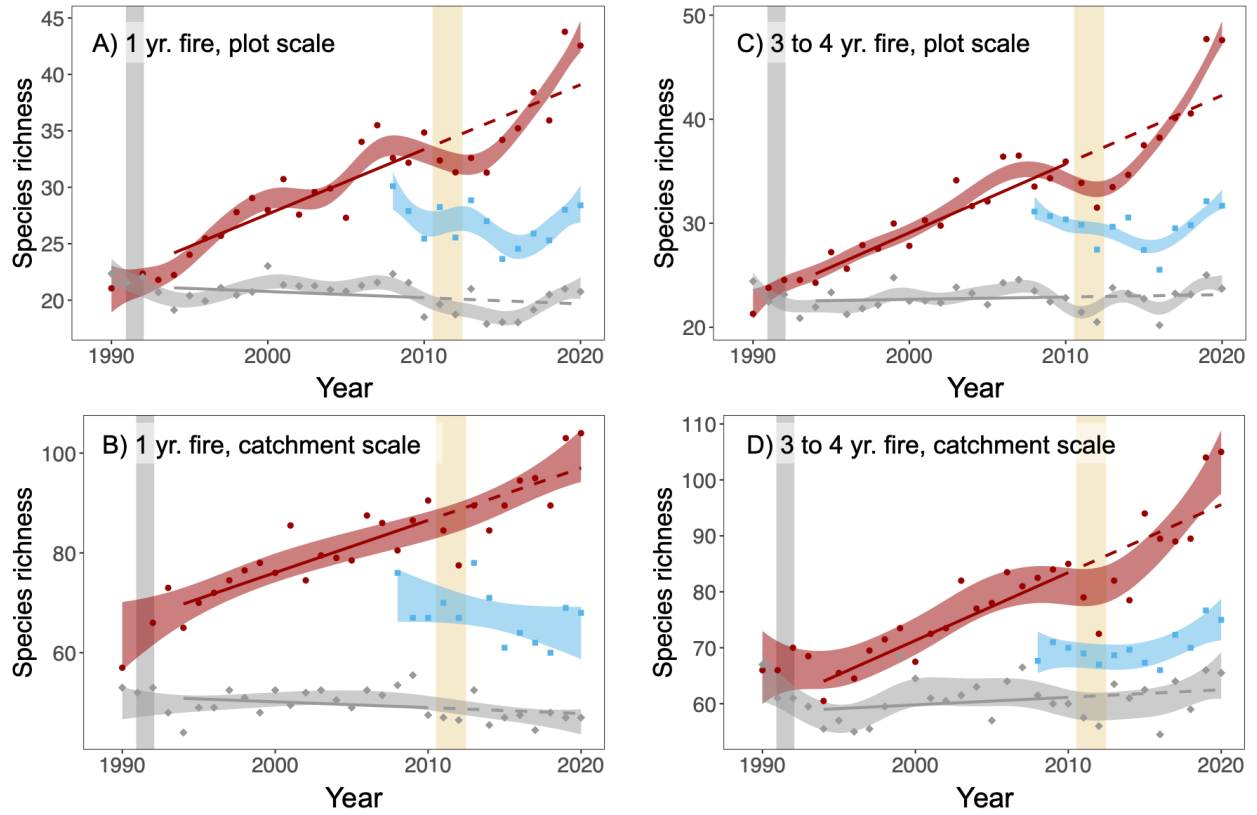 A) 1 yr. fire, plot scale
Species richness
45
40
35
30
25
20
1990
2000
2010
2020
Year
C) 3 to 4 yr. fire, plot scale
Species richness
50
40
30
20
1990
2000
2010
2020
Year
B) 1 yr. fire, catchment scale
Species richness
100
80
60
1990
2000
2010
2020
Year
D) 3 to 4 yr. fire, catchment scale
Species richness
110
100
90
80
70
60
1990
2000
2010
2020
Year